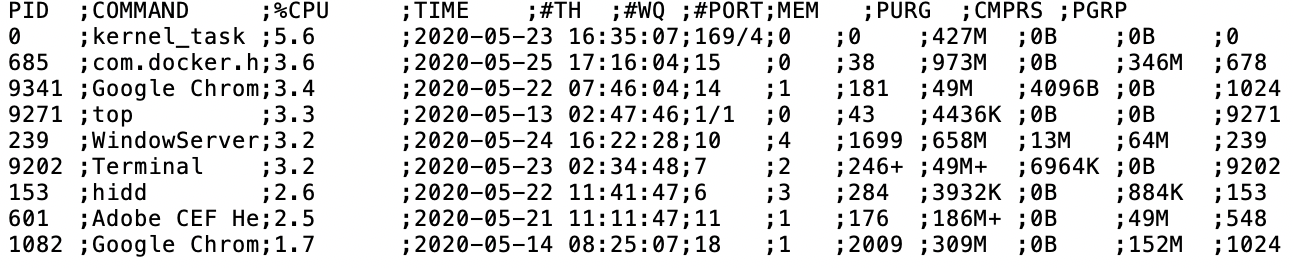 PID ;COMMAND ;%CPU ;TIME ;#TH ;#WQ ;#PORT;MEM ;PURG ;CMPRS ;PGRP
0 ;kernel_task ;5.6 ;2020-05-23 16:35:07;169/4;0 ;0 ;427M ;0B ;0B ;0
685 ;com.docker.h;3.6 ;2020-05-25 17:16:04;15 ;0 ;38 ;973M ;0B ;346M ;678
9341 ;Google Chrom;3.4 ;2020-05-22 07:46:04;14 ;1 ;181 ;49M ;4096B ;0B ;1024
9271 ;top ;3.3 ;2020-05-13 02:47:46;1/1 ;0 ;43 ;4436K ;0B ;0B ;9271
239 ;WindowServer;3.2 ;2020-05-24 16:22:28;10 ;4 ;1699 ;658M ;13M ;64M ;239
9202 ;Terminal ;3.2 ;2020-05-23 02:34:48;7 ;2 ;246+ ;49M+ ;6964K ;0B ;9202
153 ;hidd ;2.6 ;2020-05-22 11:41:47;6 ;3 ;284 ;3932K ;0B ;884K ;153
601 ;Adobe CEF He;2.5 ;2020-05-21 11:11:47;11 ;1 ;176 ;186M+ ;0B ;49M ;548
1082 ;Google Chrom;1.7 ;2020-05-14 08:25:07;18 ;1 ;2009 ;309M ;0B ;152M ;1024